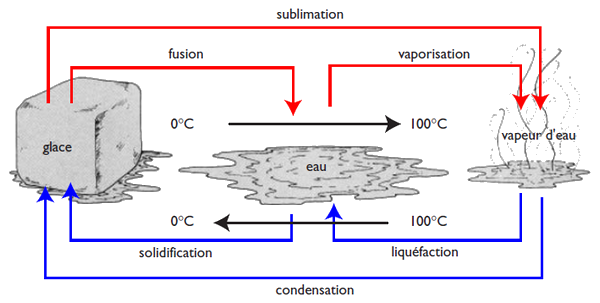 sublimation
fusion
vaporisation
0°C
100°C
glace
eau
vapeur d'eau
0°C
100°C
solidification
liquéfaction
condensation